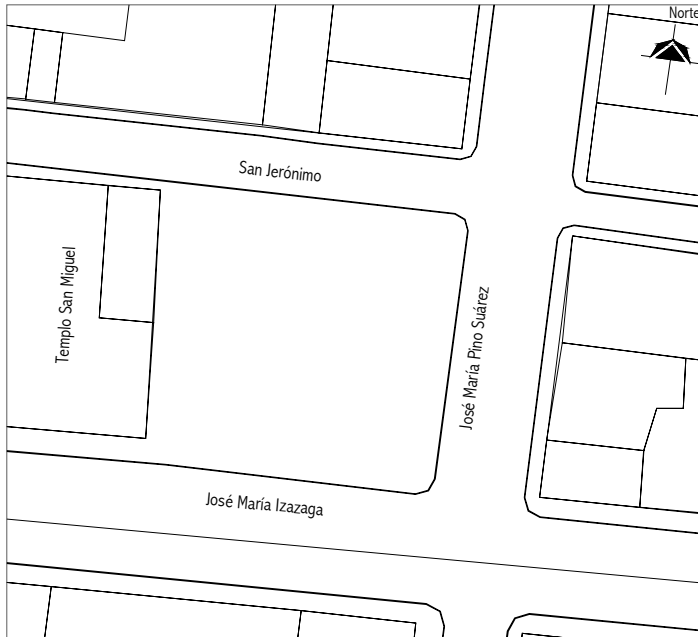 Norte
San Jerónimo
Templo San Miguel
José María Pino Suárez
José María Izazaga